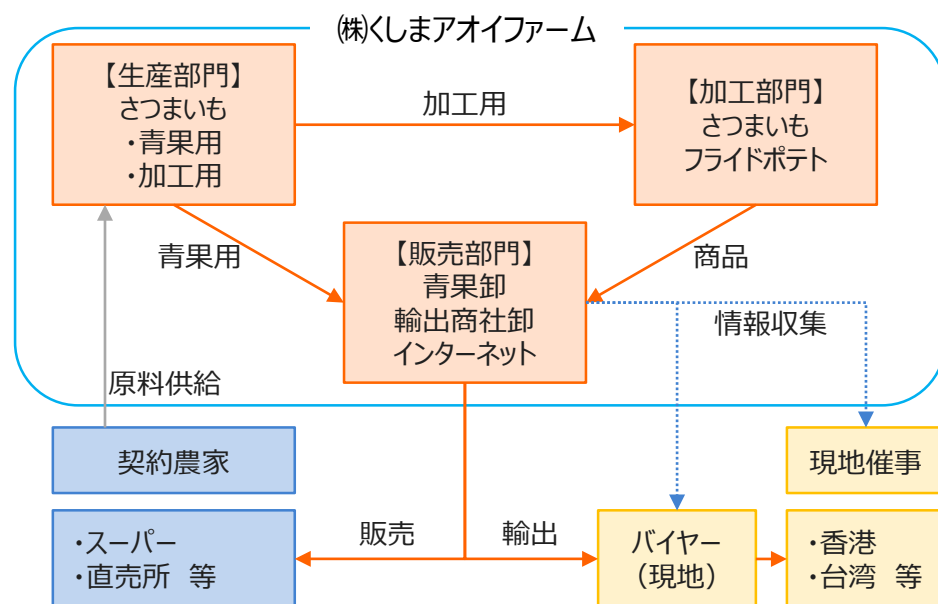 ㈱くしまアオイファーム
【生産部門】
さつまいも
・青果用
・加工用
加工用
【加工部門】
さつまいも
フライドポテト
青果用
【販売部門】
青果卸
輸出商社卸
インターネット
商品
情報収集
原料供給
契約農家
現地催事
・スーパー
・直売所 等
販売
輸出
バイヤー
（現地）
・香港
・台湾 等